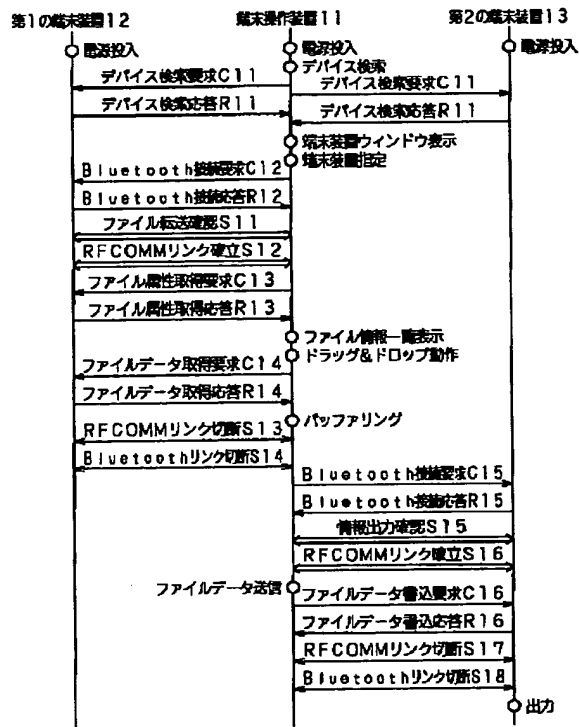 第1の端末装置12
端末操作装置11
第2の端末装置13
電源投入
電源投入
電源投入
デバイス検索
デバイス検索要求C11
デバイス検索要求C11
デバイス検索応答R11
デバイス検索応答R11
端末装置ウィンドウ表示
端末装置指定
Bluetooth接続要求C12
Bluetooth接続応答R12
ファイル転送確認S11
RFCOMMリンク確立S12
ファイル属性取得要求C13
ファイル属性取得応答R13
ファイル情報一覧表示
ドラッグ&ドロップ動作
ファイルデータ取得要求C14
ファイルデータ取得応答R14
バッファリング
RFCOMMリンク切断S13
Bluetoothリンク切断S14
Bluetooth接続要求C15
Bluetooth接続応答R15
情報出力確認S15
RFCOMMリンク確立S16
ファイルデータ送信
ファイルデータ書込要求C16
ファイルデータ書込応答R16
RFCOMMリンク切断S17
Bluetoothリンク切断S18
出力